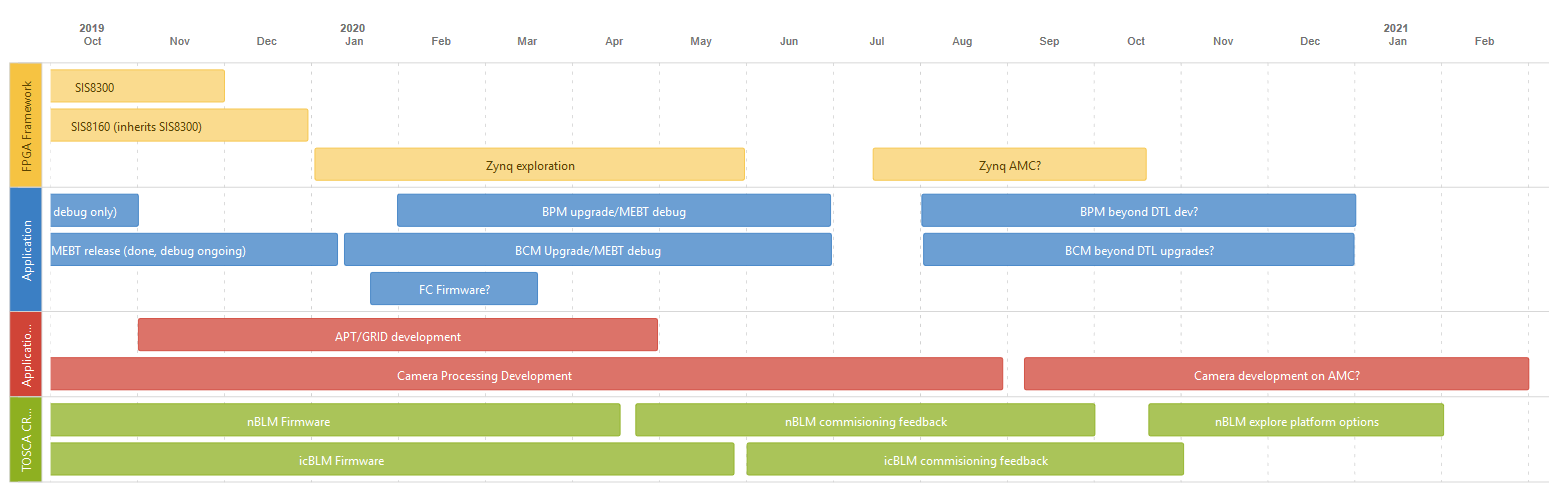 2019
2020
2021
Oct Nov Dec Jan Feb Mar Apr May Jun Jul Aug Sep Oct Nov Dec Jan Feb
FPGA Framework
SIS8300
SIS8160 (inherits SIS8300)
Zynq exploration
Zynq AMC?
Application
debug only)
BPM upgrade/MEBT debug
BPM beyond DTL dev?
MEBT release (done, debug ongoing)
BCM Upgrade/MEBT debug
BCM beyond DTL upgrades?
FC Firmware?
Applicatio...
APT/GRID development
Camera Processing Development
Camera development on AMC?
TOSCA CR...
nBLM Firmware
nBLM commisioning feedback
nBLM explore platform options
icBLM Firmware
icBLM commisioning feedback